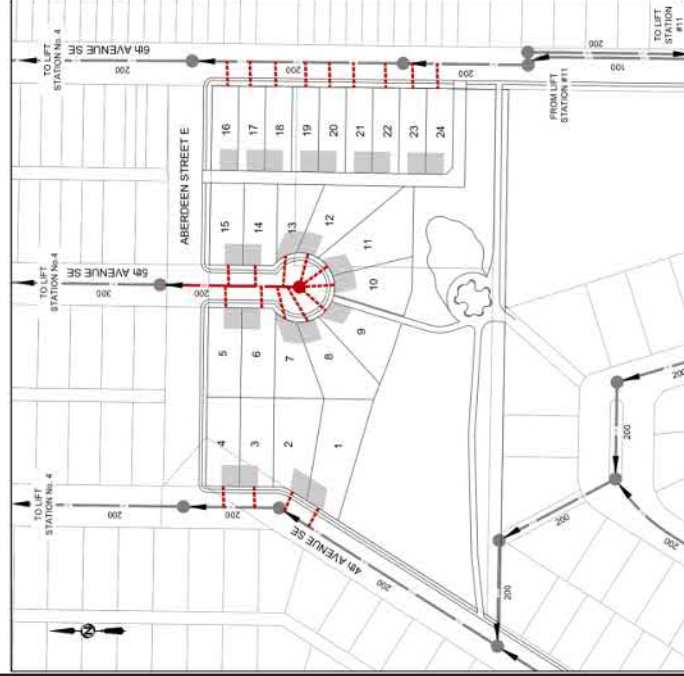 TO LIFT
STATION No. 4
6th AVENUE SE
200
200
200
200
TO LIFT
STATION
#11
100
FROM LIFT
STATION #11
ABERDEEN STREET E
16
17
18
19
20
21
22
23
24
15
14
13
12
11
10
TO LIFT
STATION No.4
5th AVENUE SE
300
200
5
6
7
8
9
4
3
2
1
TO LIFT
STATION No. 4
200
200
4th AVENUE SE
200
200
200
200
200
200
N